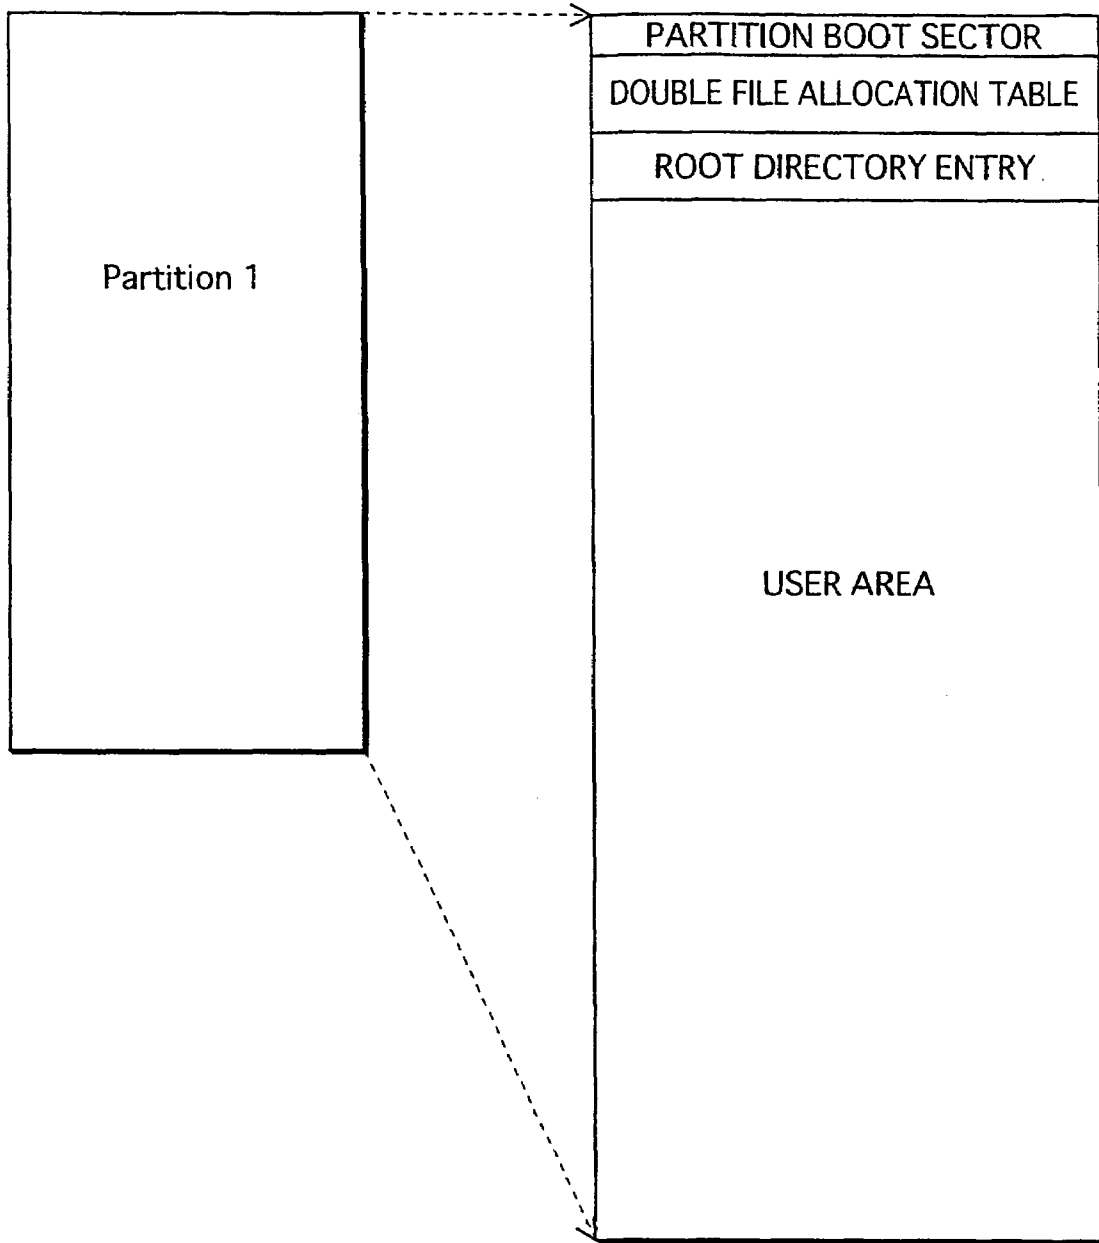 PARTITION BOOT SECTOR
DOUBLE FILE ALLOCATION TABLE
ROOT DIRECTORY ENTRY
Partition 1
USER AREA